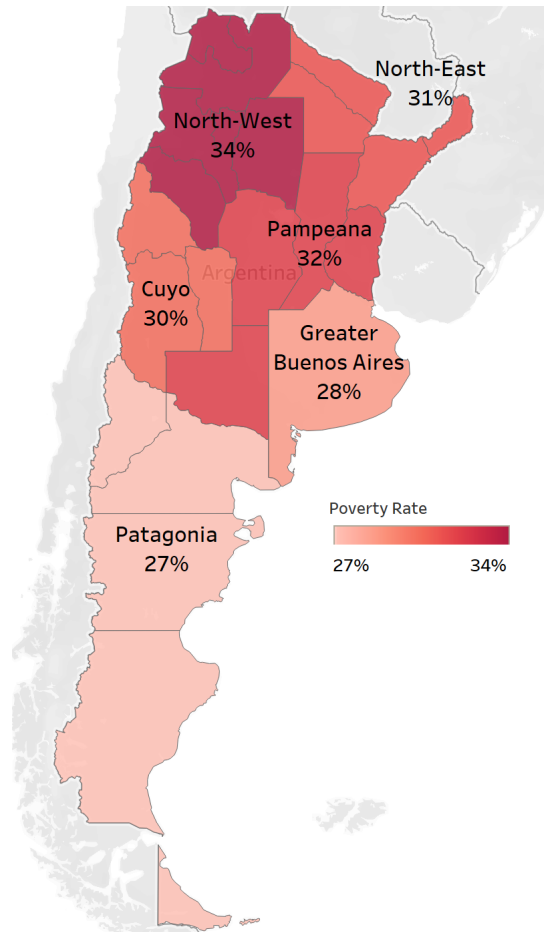 North-East
31%
North-West
34%
Pampeana
32%
Argentina
Cuyo
30%
Greater
Buenos Aires
28%
Poverty Rate
27%
34%
Patagonia
27%